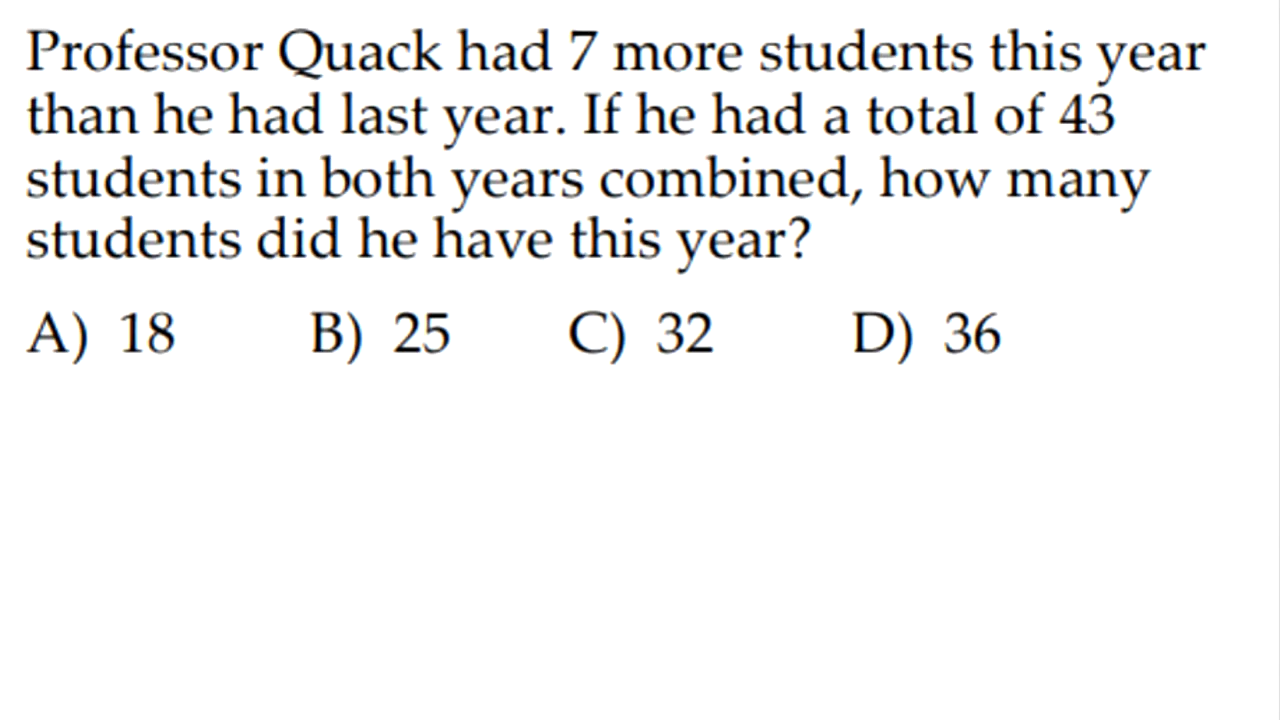 Professor Quack had 7 more students this year
than he had last year. If he had a total of 43
students in both years combined, how many
students did he have this year?
A) 18 B) 25 C) 32 D) 36